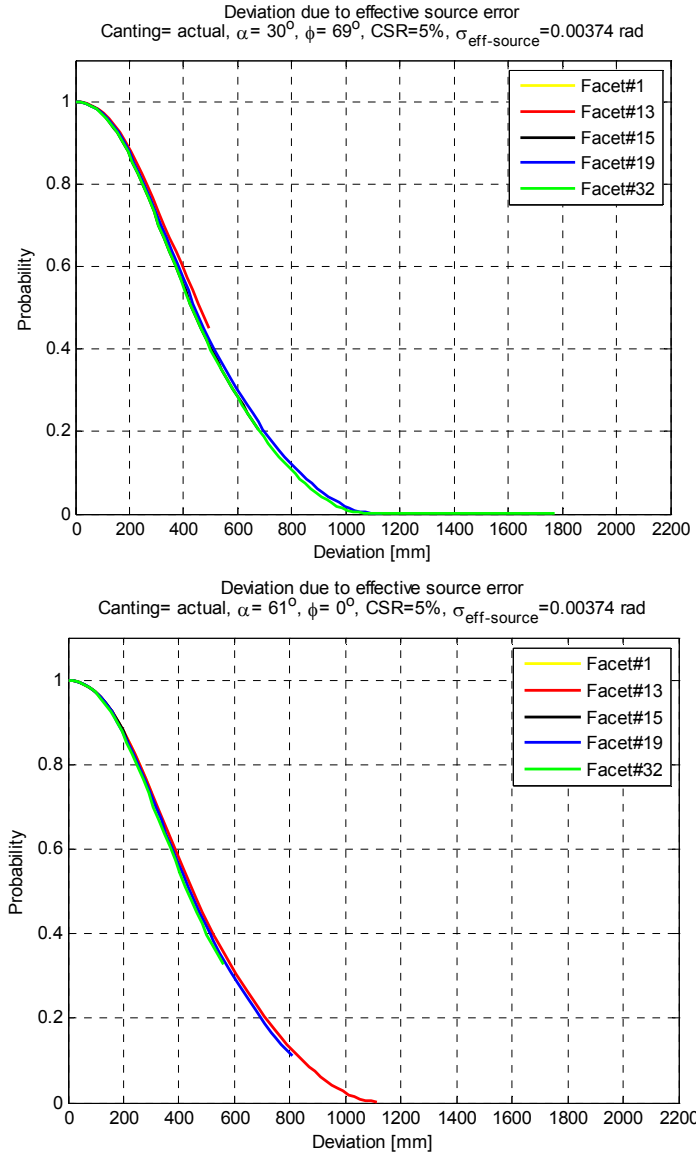 Deviation due to effective source error
Canting= actual, α= 30°, ϕ= 69°, CSR=5%, σeff-source=0.00374 rad
Facet#1
Facet#13
Facet#15
Facet#19
Facet#32
Probability
1
0.8
0.6
0.4
0.2
0
0 200 400 600 800 1000 1200 1400 1600 1800 2000 2200
Deviation [mm]
Deviation due to effective source error
Canting= actual, α= 61°, ϕ= 0°, CSR=5%, σeff-source=0.00374 rad
Facet#1
Facet#13
Facet#15
Facet#19
Facet#32
Probability
1
0.8
0.6
0.4
0.2
0
0 200 400 600 800 1000 1200 1400 1600 1800 2000 2200
Deviation [mm]